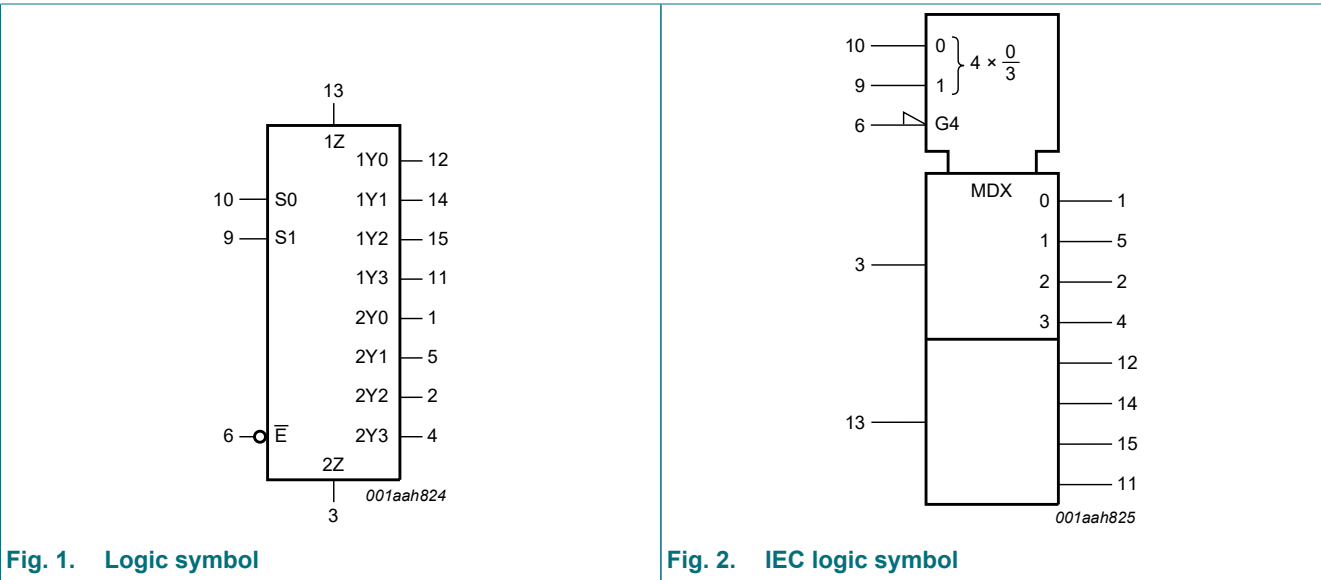 13
1Z
1Y0 12
10 S0 1Y1 14
9 S1 1Y2 15
1Y3 11
2Y0 1
2Y1 5
2Y2 2
6 E̅ 2Y3 4
2Z
001aah824
3
Fig. 1. Logic symbol
10 0 } 4 × 0/3
9 1
6 G4
MDX
0 1
1 5
3
2 2
3 4
12
14
13
15
11
001aah825
Fig. 2. IEC logic symbol